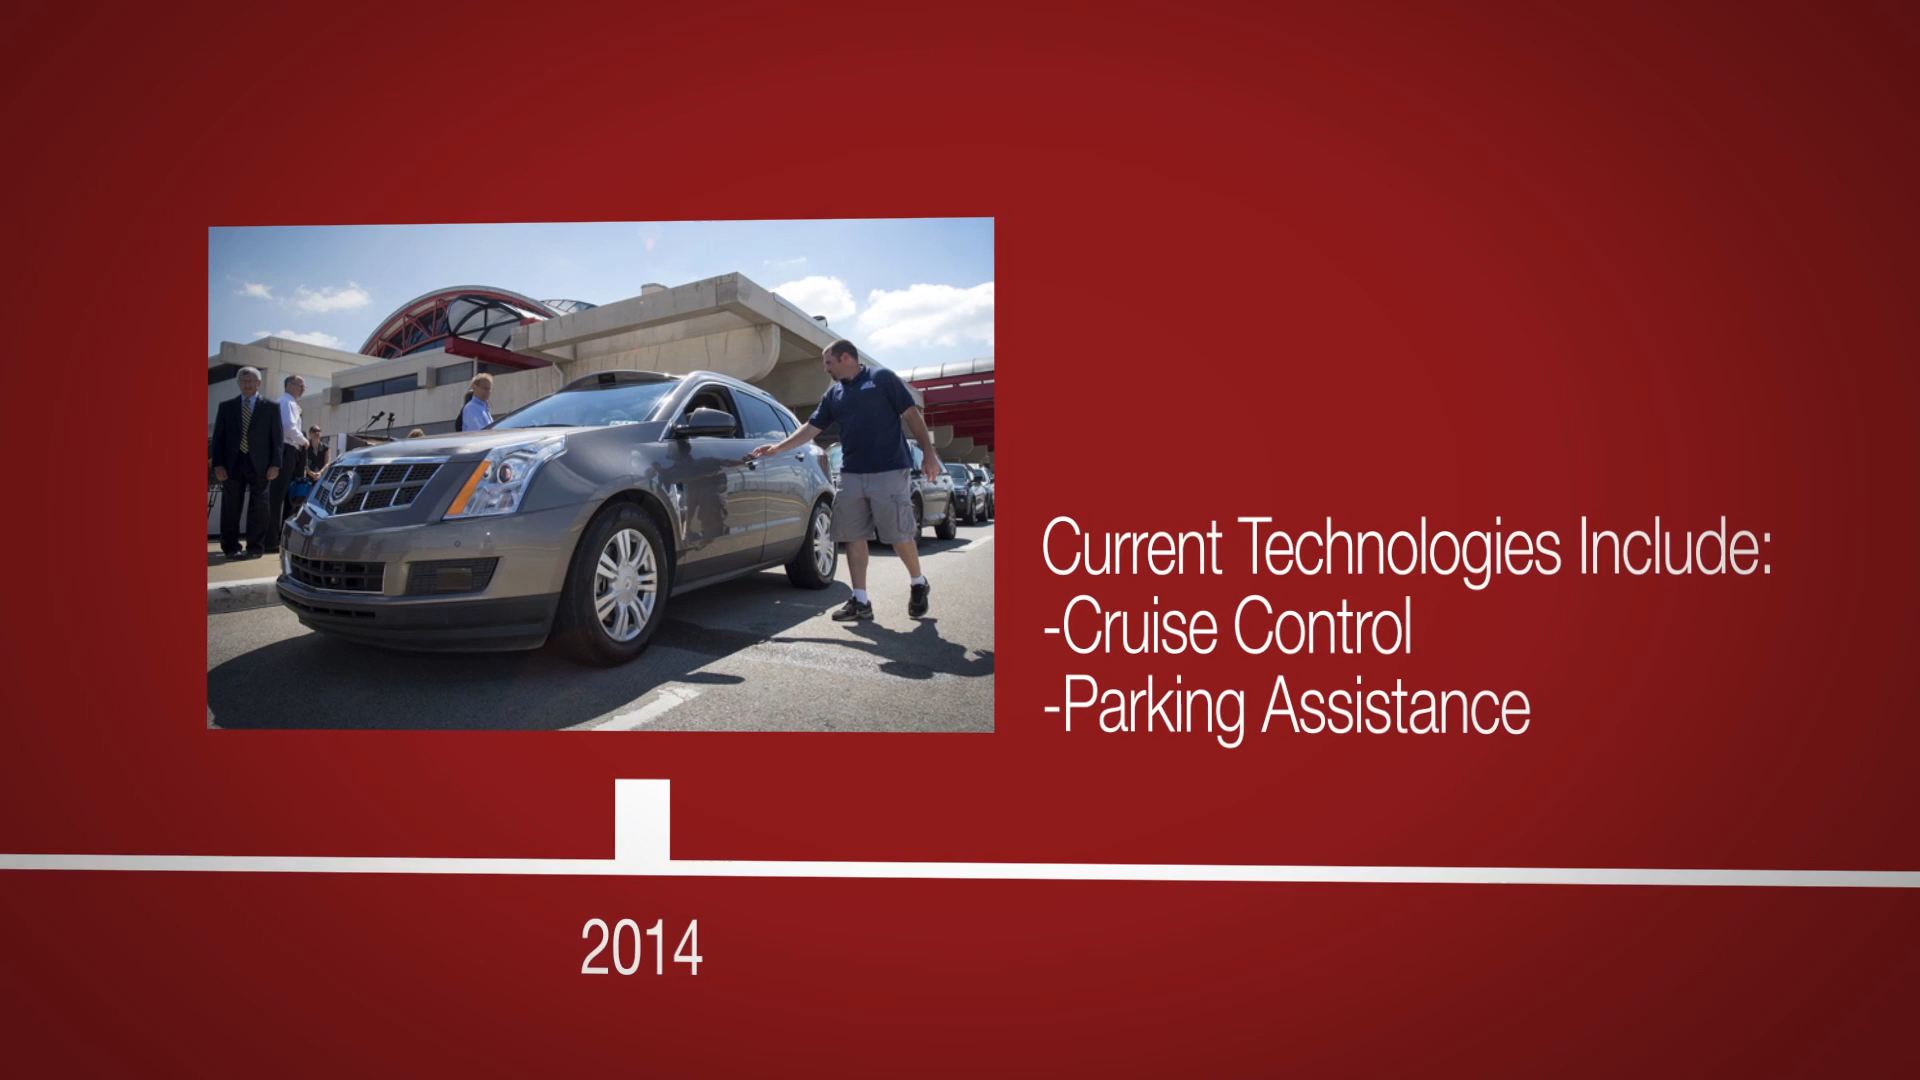 Current Technologies Include:
-Cruise Control
-Parking Assistance
2014